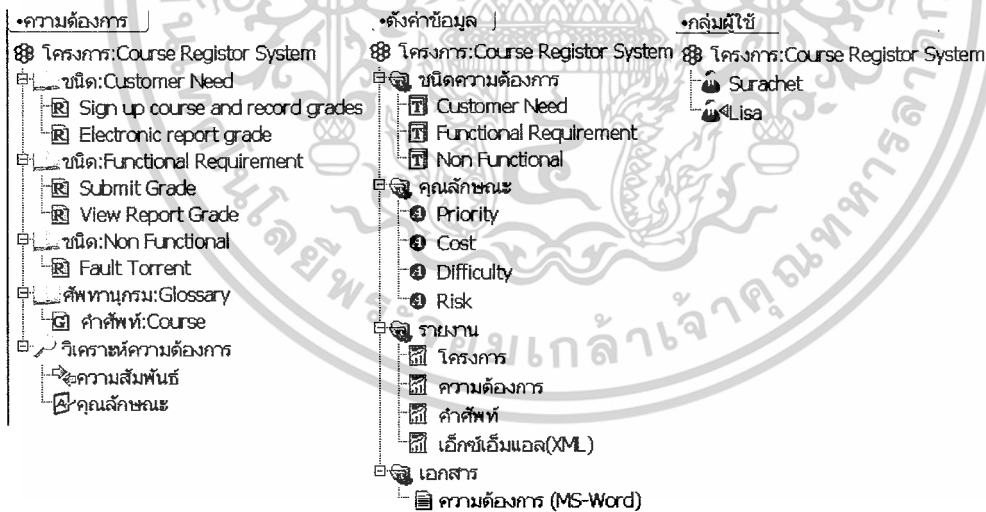 •ความต้องการ
โครงการ:Course Registor System
ชนิด:Customer Need
Sign up course and record grades
Electronic report grade
ชนิด:Functional Requirement
Submit Grade
View Report Grade
ชนิด:Non Functional
Fault Torrent
ศัพทานุกรม:Glossary
คำศัพท์:Course
วิเคราะห์ความต้องการ
ความสัมพันธ์
คุณลักษณะ
•ตั้งค่าข้อมูล
โครงการ:Course Registor System
ชนิดความต้องการ
Customer Need
Functional Requirement
Non Functional
คุณลักษณะ
Priority
Cost
Difficulty
Risk
รายงาน
โครงการ
ความต้องการ
คำศัพท์
เอ็กซ์เอ็มแอล(XML)
เอกสาร
ความต้องการ (MS-Word)
•กลุ่มผู้ใช้
โครงการ:Course Registor System
Surachet
Lisa